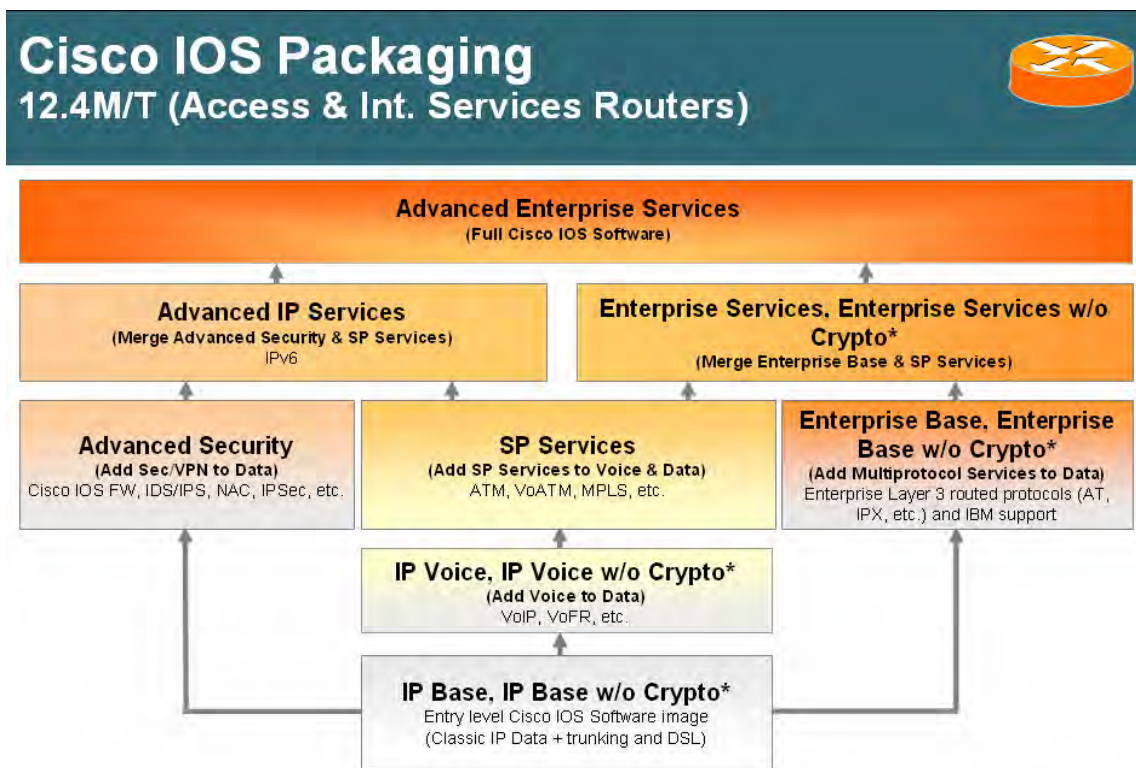 Cisco IOS Packaging
12.4M/T (Access & Int. Services Routers)
Advanced Enterprise Services
(Full Cisco IOS Software)
Advanced IP Services
(Merge Advanced Security & SP Services)
IPv6
Enterprise Services, Enterprise Services w/o
Crypto*
(Merge Enterprise Base & SP Services)
Advanced Security
(Add Sec/VPN to Data)
Cisco IOS FW, IDS/IPS, NAC, IPSec, etc.
SP Services
(Add SP Services to Voice & Data)
ATM, VoATM, MPLS, etc.
Enterprise Base, Enterprise
Base w/o Crypto*
(Add Multiprotocol Services to Data)
Enterprise Layer 3 routed protocols (AT,
IPX, etc.) and IBM support
IP Voice, IP Voice w/o Crypto*
(Add Voice to Data)
VoIP, VoFR, etc.
IP Base, IP Base w/o Crypto*
Entry level Cisco IOS Software image
(Classic IP Data + trunking and DSL)